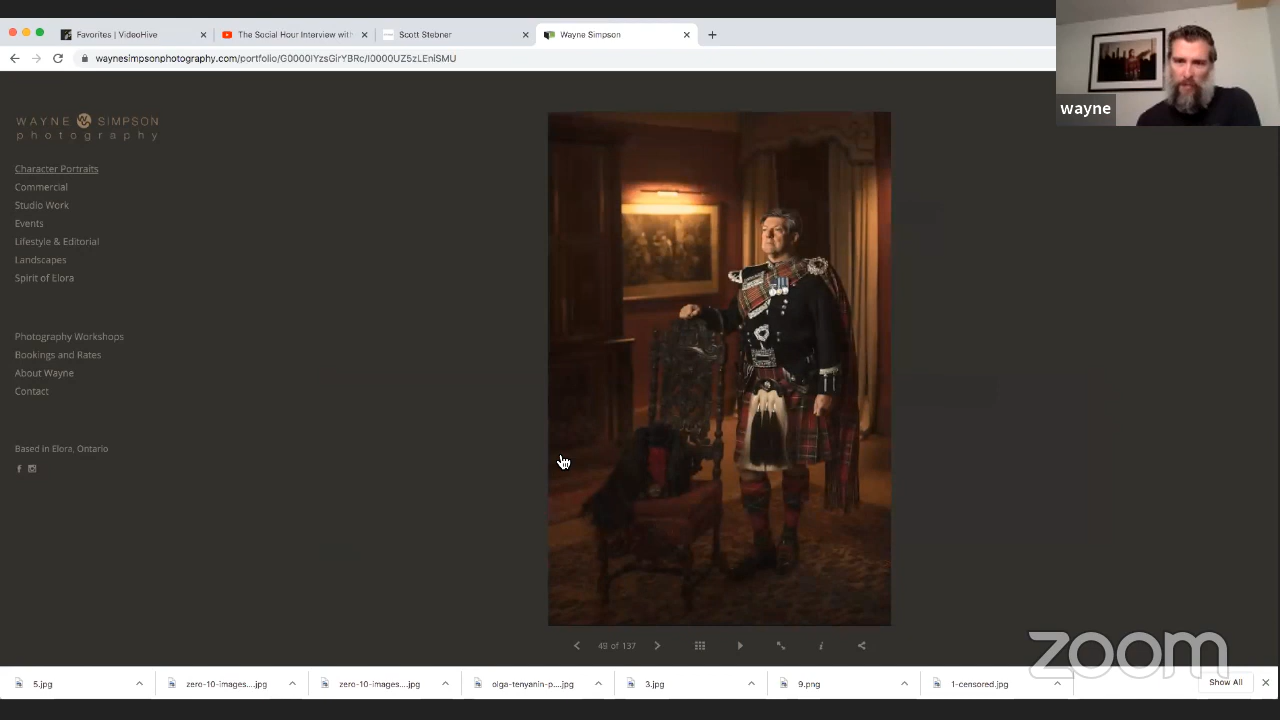 Favorites | VideoHive
The Social Hour Interview with
Scott Stebner
Wayne Simpson
waynesimpsonphotography.com/portfolio/G0000IYzsGirYBRc/I0000UZ5zLEniSMU
wayne
WAYNE SIMPSON
photography
Character Portraits
Commercial
Studio Work
Events
Lifestyle & Editorial
Landscapes
Spirit of Elora
Photography Workshops
Bookings and Rates
About Wayne
Contact
Based in Elora, Ontario
49 of 137
zoom
5.jpg
zero-10-images....jpg
zero-10-images....jpg
olga-tenyanin-p....jpg
3.jpg
9.png
1-censored.jpg
Show All